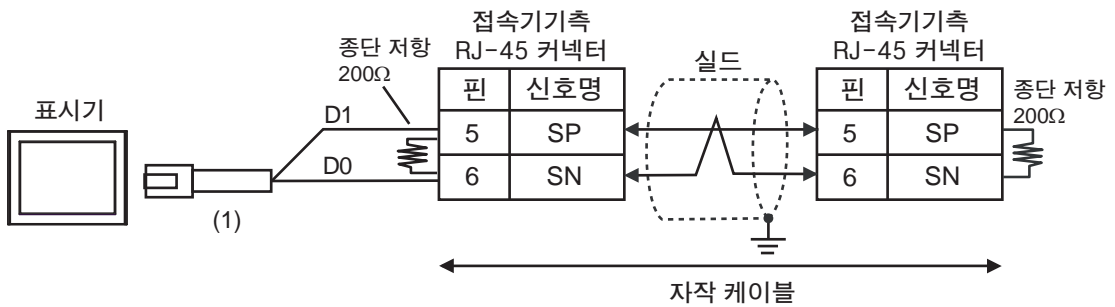 표시기
(1)
D1
D0
종단 저항
200Ω
접속기기측
RJ-45 커넥터
핀 신호명
5 SP
6 SN
실드
접속기기측
RJ-45 커넥터
핀 신호명
5 SP
6 SN
종단 저항
200Ω
자작 케이블